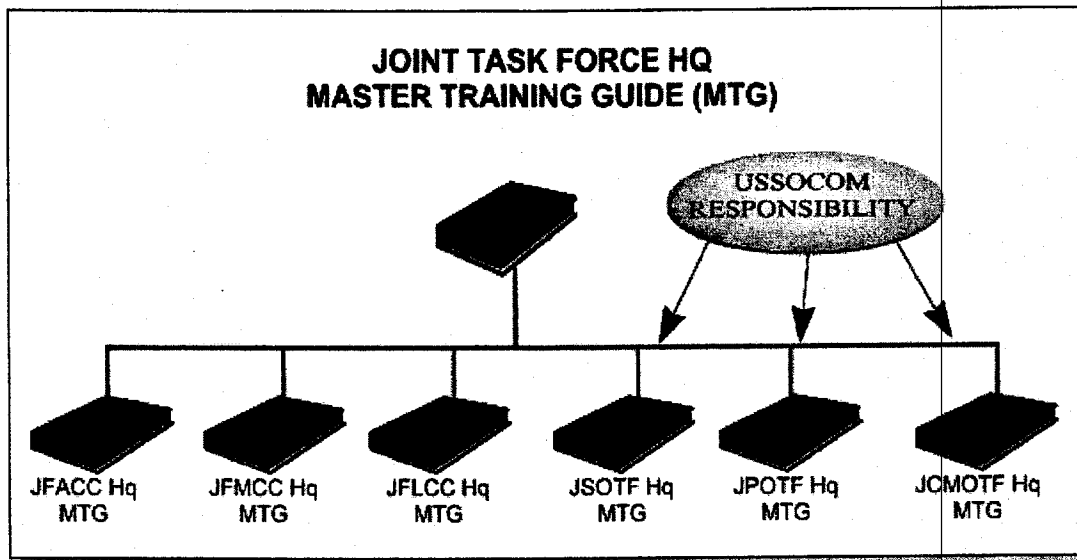 JOINT TASK FORCE HQ
MASTER TRAINING GUIDE (MTG)
USSOCOM
RESPONSIBILITY
JFACC Hq
MTG
JFMCC Hq
MTG
JFLCC Hq
MTG
JSOTF Hq
MTG
JPOTF Hq
MTG
JCMOTF Hq
MTG